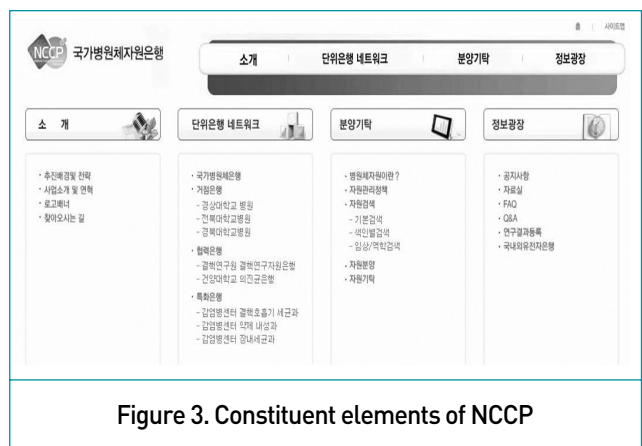 홈 | 사이트맵
NCCP 국가병원체자원은행
소개 단위은행 네트워크 분양기탁 정보광장
소 개
· 추진배경및 전략
· 사업소개 및 연혁
· 로고배너
· 찾아오시는 길
단위은행 네트워크
· 국가병원체은행
· 거점은행
- 경상대학교 병원
- 전북대학교병원
- 경북대학교병원
· 협력은행
- 결핵연구원 결핵연구자원은행
- 건양대학교 의진균은행
· 특화은행
- 감염병센터 결핵호흡기 세균과
- 감염병센터 약제 내성과
- 감염병센터 장내세균과
분양기탁
· 병원체자원이란?
· 자원관리정책
· 자원검색
- 기본검색
- 색인별검색
- 임상/역학검색
· 자원분양
· 자원기탁
정보광장
· 공지사항
· 자료실
· FAQ
· Q&A
· 연구결과등록
· 국내외유전자은행
Figure 3. Constituent elements of NCCP